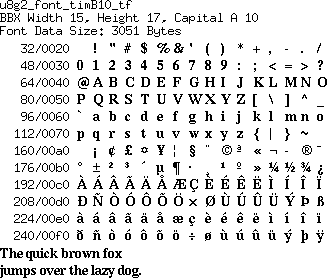 u8g2_font_timB10_tf
BBX Width 15, Height 17, Capital A 10
Font Data Size: 3051 Bytes
32/0020 ! " # $ % & ' ( ) * + , - . /
48/0030 0 1 2 3 4 5 6 7 8 9 : ; < = > ?
64/0040 @ A B C D E F G H I J K L M N O
80/0050 P Q R S T U V W X Y Z [ \ ] ^ _
96/0060 ` a b c d e f g h i j k l m n o
112/0070 p q r s t u v w x y z { | } ~
160/00a0 ¡ ¢ £ ¤ ¥ ¦ § ¨ © ª « ¬ - ® ¯
176/00b0 ° ± ² ³ ´ µ ¶ · ¸ ¹ º » ¼ ½ ¾ ¿
192/00c0 À Á Â Ã Ä Å Æ Ç È É Ê Ë Ì Í Î Ï
208/00d0 Ð Ñ Ò Ó Ô Õ Ö × Ø Ù Ú Û Ü Ý Þ ß
224/00e0 à á â ã ä å æ ç è é ê ë ì í î ï
240/00f0 ð ñ ò ó ô õ ö ÷ ø ù ú û ü ý þ ÿ
The quick brown fox
jumps over the lazy dog.